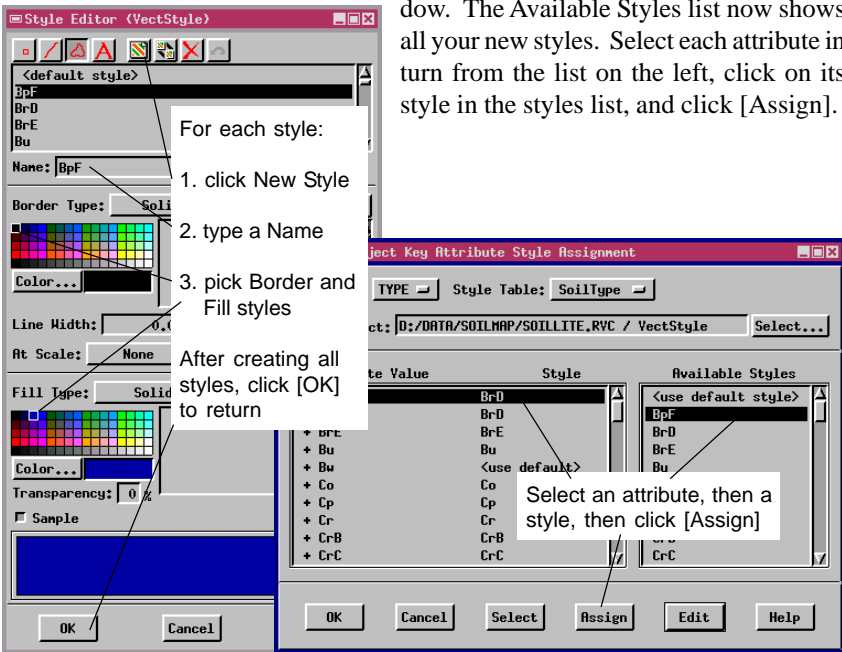 dow. The Available Styles list now shows
all your new styles. Select each attribute in
turn from the list on the left, click on its
style in the styles list, and click [Assign].
Style Editor (VectStyle)
<default style>
BpF
BrD
BrE
Bu
Name: BpF
Border Type: Soli
Color...
Line Width: 0.0
At Scale: None
Fill Type: Solid
Color...
Transparency: 0 %
Sample
OK Cancel
For each style:
1. click New Style
2. type a Name
3. pick Border and
Fill styles
After creating all
styles, click [OK]
to return
ject Key Attribute Style Assignment
TYPE Style Table: SoilType
ct: D:/DATA/SOILMAP/SOILLITE.RVC / VectStyle Select...
te Value Style Available Styles
BrD <use default style>
BrD BpF
+ BrE BrE BrD
+ Bu Bu BrE
+ Bw <use default> Bu
+ Co Co
+ Cp Cp
+ Cr Cr
+ CrB CrB
+ CrC CrC CrC
Select an attribute, then a
style, then click [Assign]
OK Cancel Select Assign Edit Help